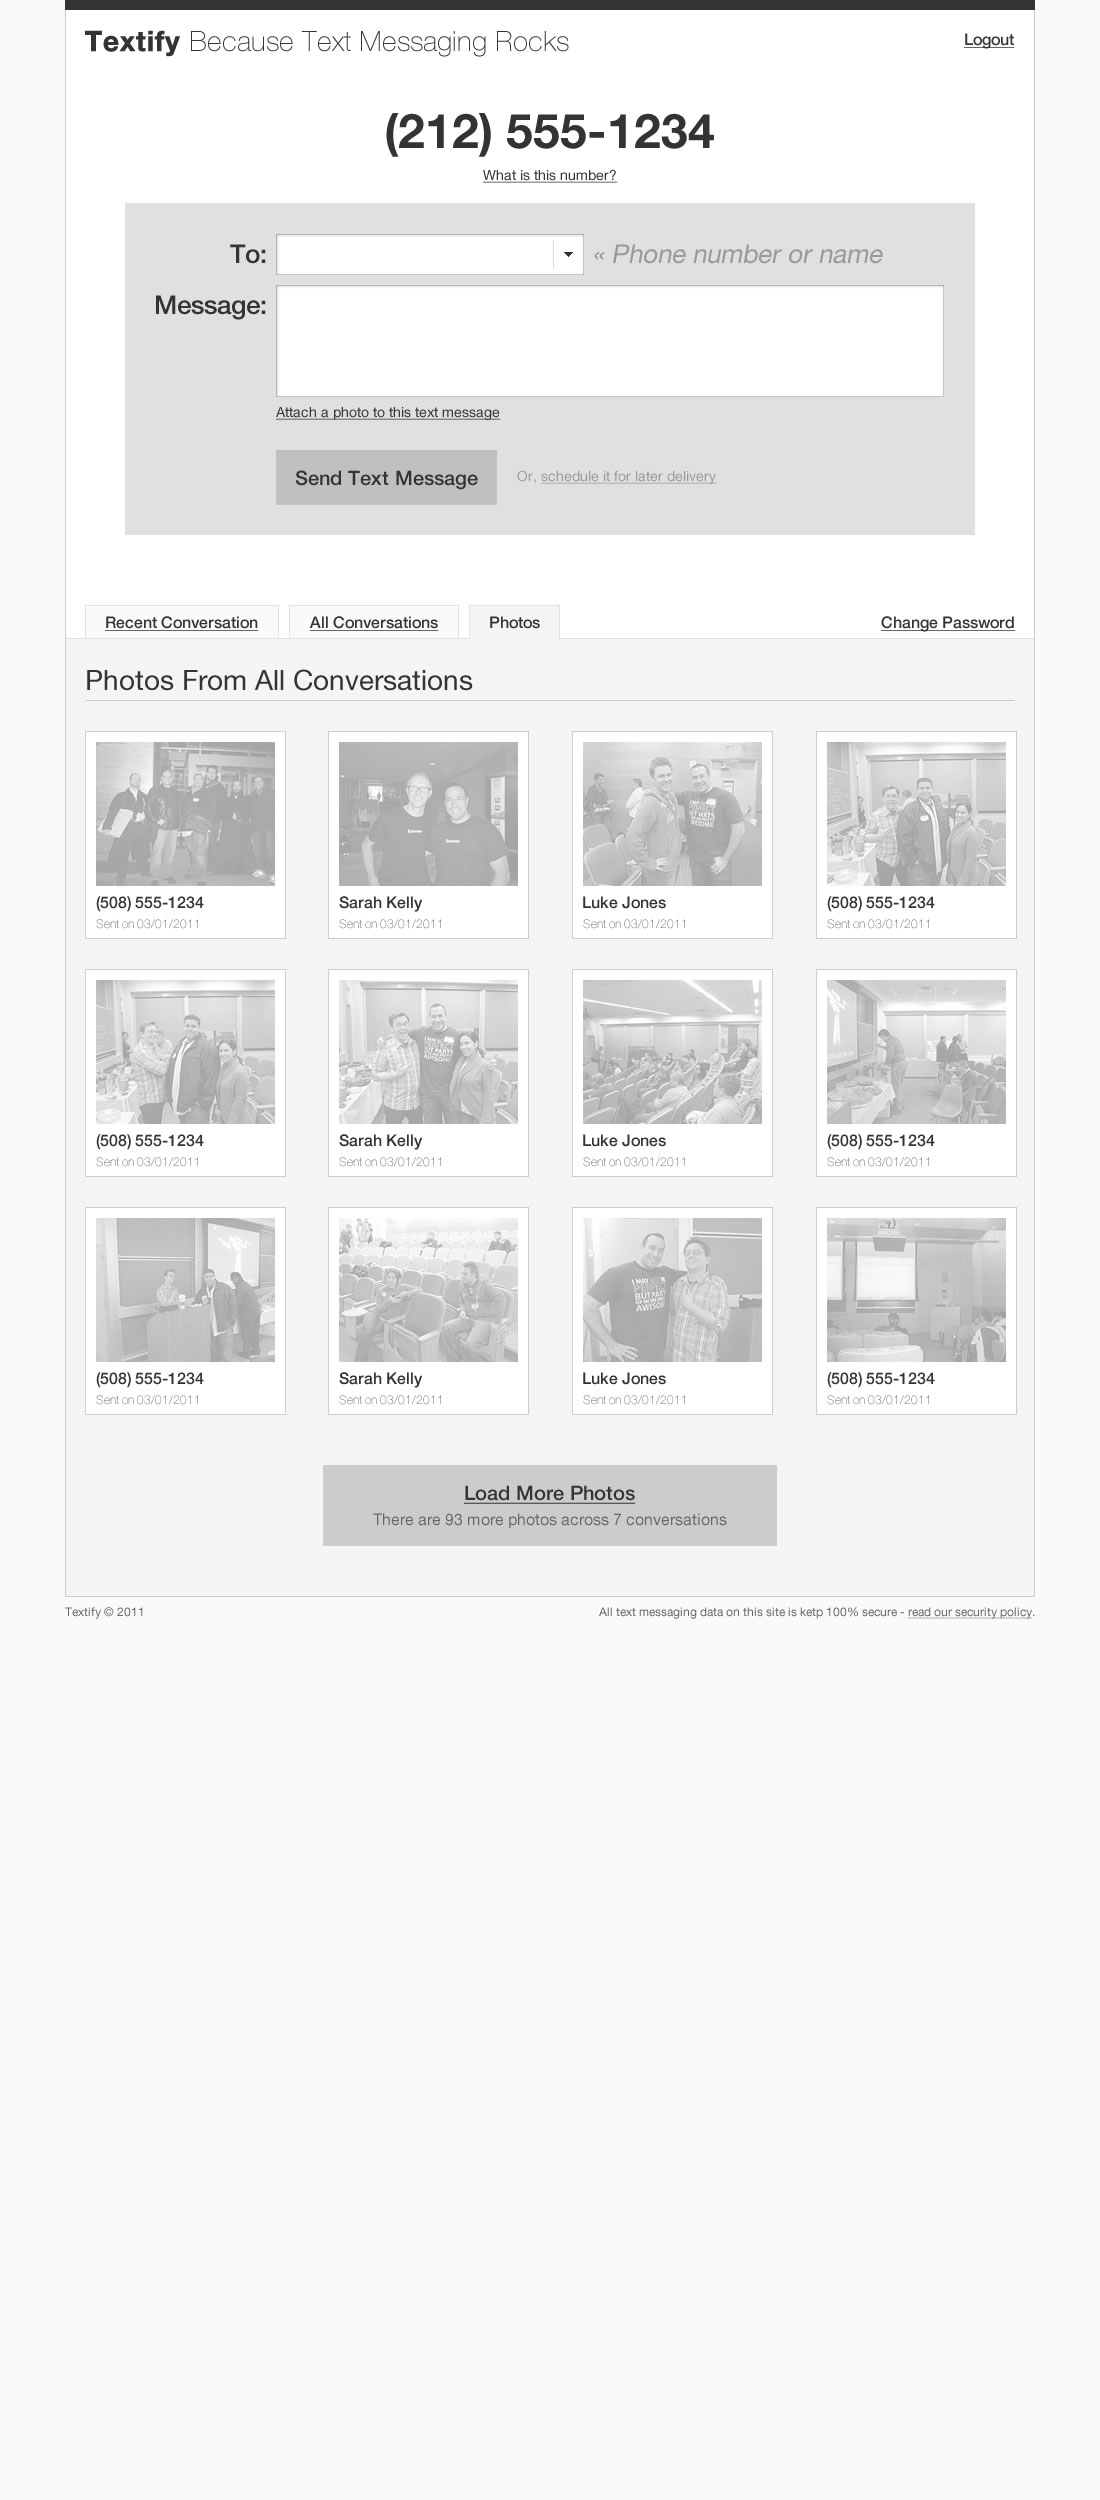 Textify Because Text Messaging Rocks
Logout
(212) 555-1234
What is this number?
To:
« Phone number or name
Message:
Attach a photo to this text message
Send Text Message
Or, schedule it for later delivery
Recent Conversation
All Conversations
Photos
Change Password
Photos From All Conversations
(508) 555-1234
Sent on 03/01/2011
Sarah Kelly
Sent on 03/01/2011
Luke Jones
Sent on 03/01/2011
(508) 555-1234
Sent on 03/01/2011
(508) 555-1234
Sent on 03/01/2011
Sarah Kelly
Sent on 03/01/2011
Luke Jones
Sent on 03/01/2011
(508) 555-1234
Sent on 03/01/2011
(508) 555-1234
Sent on 03/01/2011
Sarah Kelly
Sent on 03/01/2011
I MAY
BUT PARTS
AWESOME
Luke Jones
Sent on 03/01/2011
(508) 555-1234
Sent on 03/01/2011
Load More Photos
There are 93 more photos across 7 conversations
Textify © 2011
All text messaging data on this site is ketp 100% secure - read our security policy.